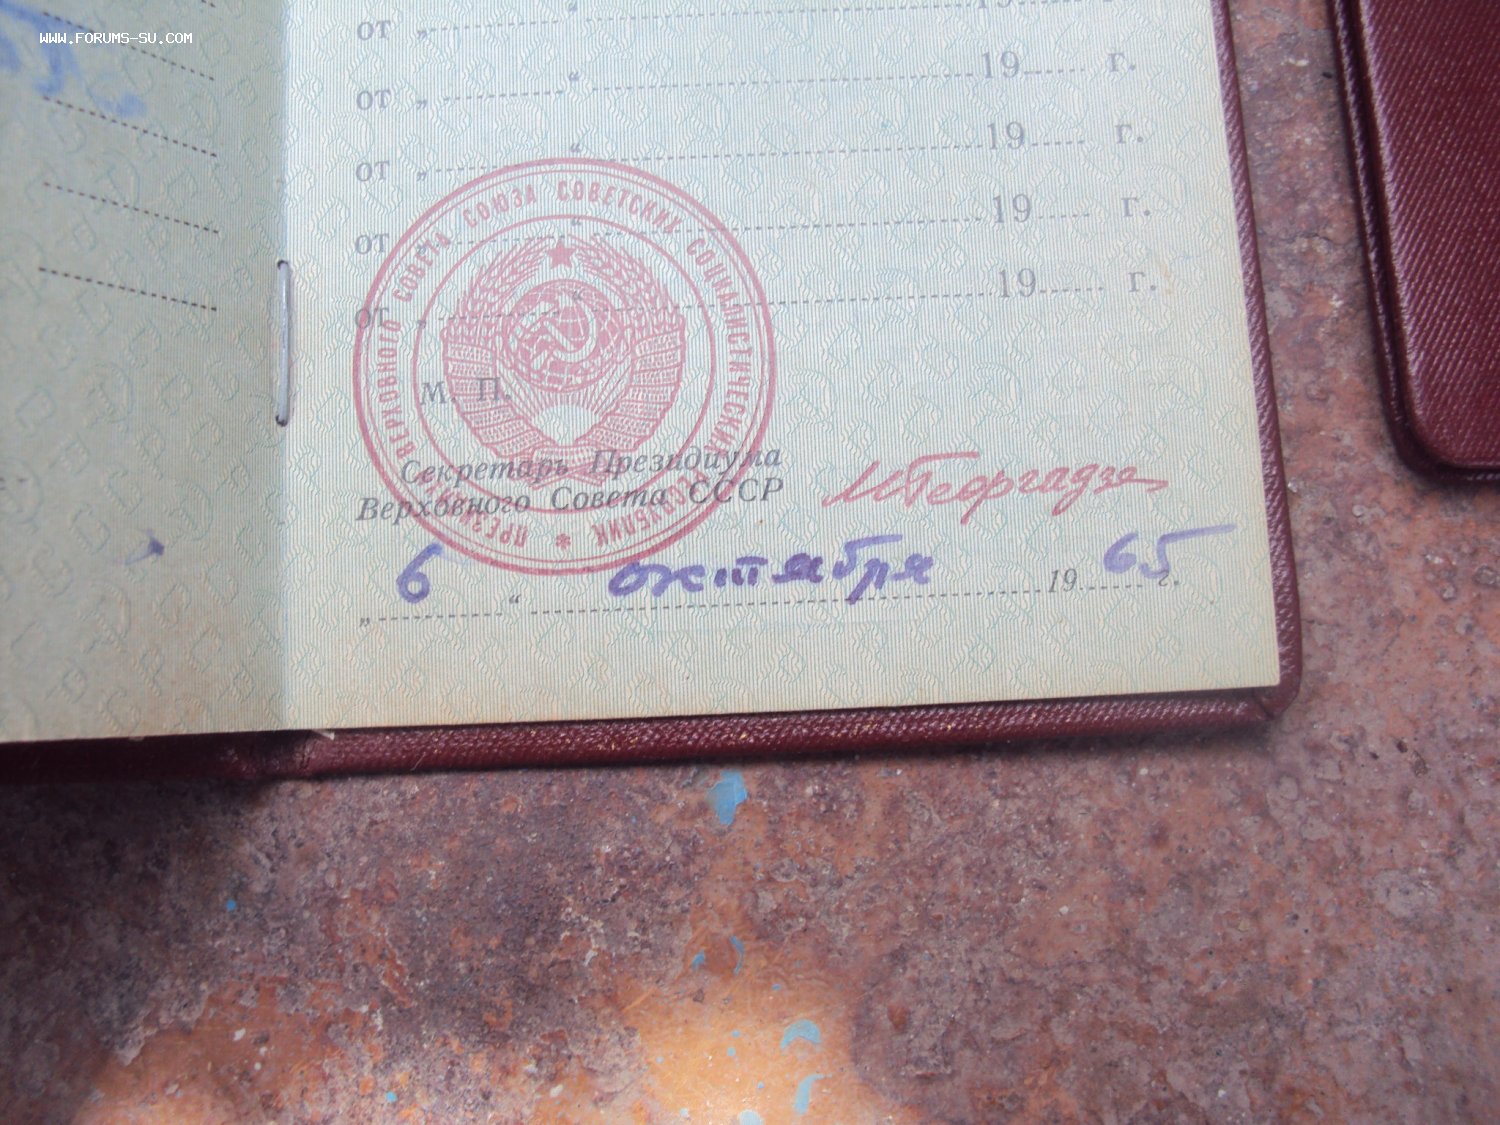 WWW.FORUMS-SU.COM
от „ “ 19 г.
от „ “ 19 г.
от „ “ 19 г.
от „ “ 19 г.
от „ “ 19 г.
ПРЕЗИДИУМ ВЕРХОВНОГО СОВЕТА СОЮЗА СОВЕТСКИХ СОЦИАЛИСТИЧЕСКИХ РЕСПУБЛИК *
М. П.
Секретарь Президиума
Верховного Совета СССР
М Георгадзе
„ 6 “ октября 19 65 г.